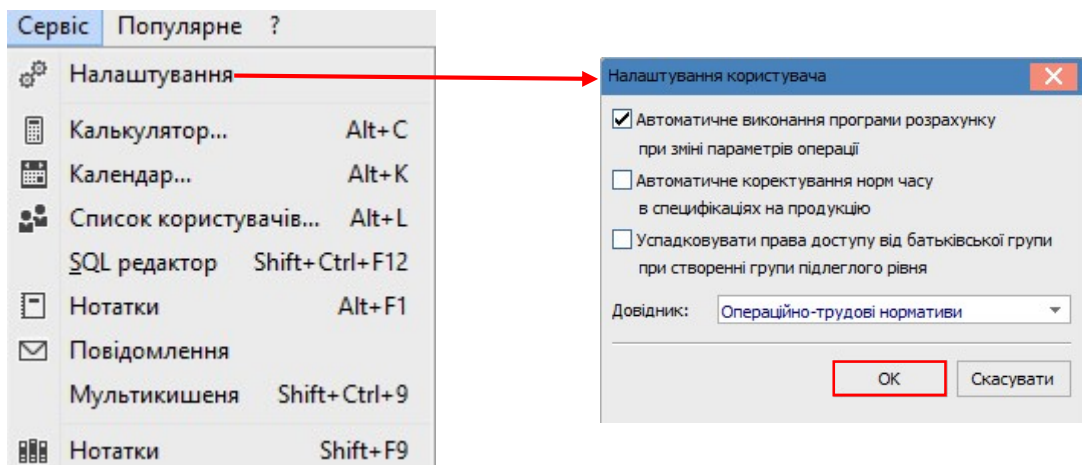 Сервіс Популярне ?
Налаштування
Калькулятор... Alt+C
Календар... Alt+K
Список користувачів... Alt+L
SQL редактор Shift+Ctrl+F12
Нотатки Alt+F1
Повідомлення
Мультикишеня Shift+Ctrl+9
Нотатки Shift+F9
Налаштування користувача
Автоматичне виконання програми розрахунку
при зміні параметрів операції
Автоматичне коректування норм часу
в специфікаціях на продукцію
Успадковувати права доступу від батьківської групи
при створенні групи підлеглого рівня
Довідник: Операційно-трудові нормативи
ОК Скасувати